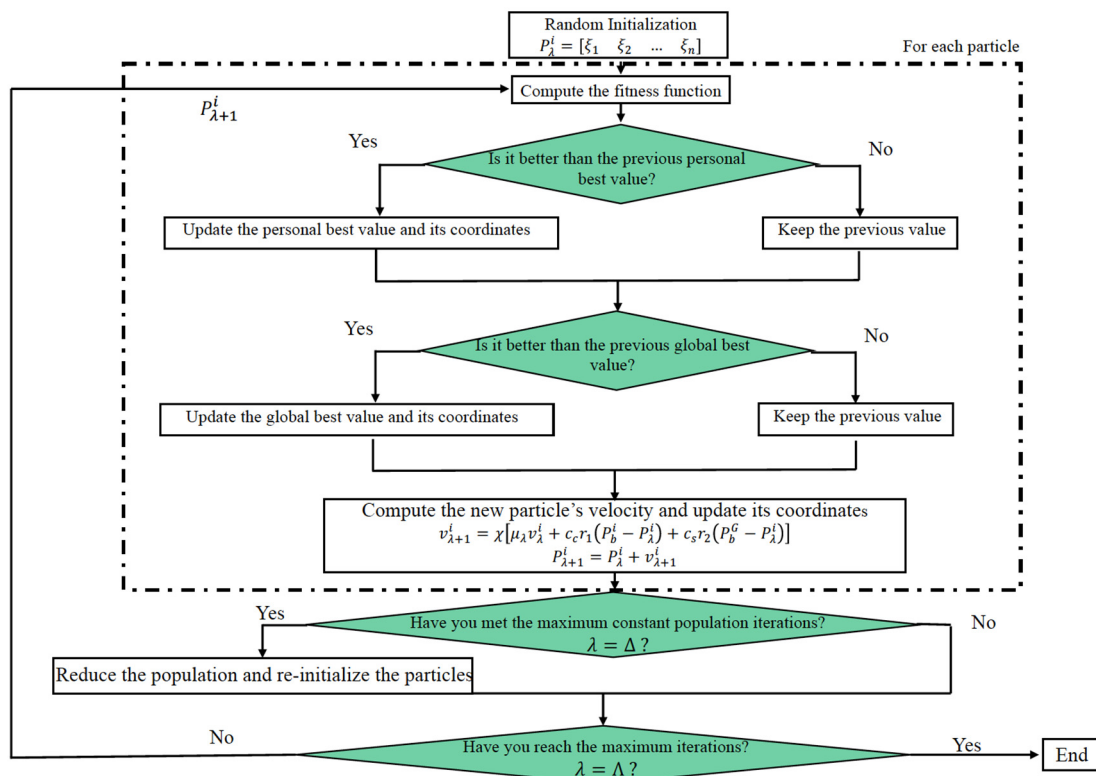 Random Initialization
P_λ^i = [ξ_1 ξ_2 … ξ_n]
For each particle
Compute the fitness function
P_{λ+1}^i
Yes
No
Is it better than the previous personal
best value?
Update the personal best value and its coordinates
Keep the previous value
Yes
No
Is it better than the previous global best
value?
Update the global best value and its coordinates
Keep the previous value
Compute the new particle's velocity and update its coordinates
v_{λ+1}^i = χ[μ_λ v_λ^i + c_c r_1(P_b^i − P_λ^i) + c_s r_2(P_b^G − P_λ^i)]
P_{λ+1}^i = P_λ^i + v_{λ+1}^i
Yes
No
Have you met the maximum constant population iterations?
λ = Δ ?
Reduce the population and re-initialize the particles
No
Have you reach the maximum iterations?
λ = Λ ?
Yes
End